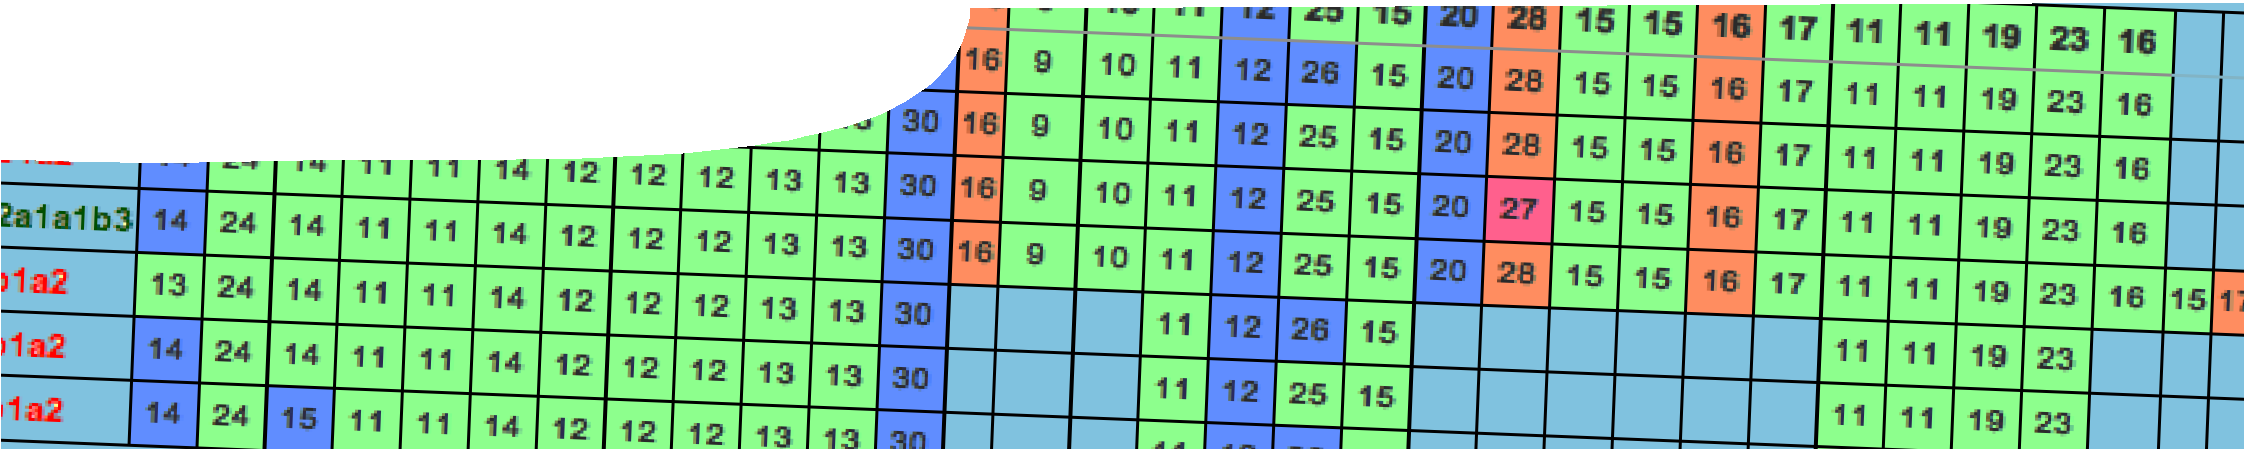 11 12 25 15 20 28 15 15 16 17 11 11 19 23 16
16 9 10 11 12 26 15 20 28 15 15 16 17 11 11 19 23 16
30 16 9 10 11 12 25 15 20 28 15 15 16 17 11 11 19 23 16
24 14 11 11 14 12 12 12 13 13 30 16 9 10 11 12 25 15 20 27 15 15 16 17 11 11 19 23 16
2a1a1b3 14 24 14 11 11 14 12 12 12 13 13 30 16 9 10 11 12 25 15 20 28 15 15 16 17 11 11 19 23 16 15 17
b1a2 13 24 14 11 11 14 12 12 12 13 13 30 11 12 26 15 11 11 19 23
1a2 14 24 14 11 11 14 12 12 12 13 13 30 11 12 25 15 11 11 19 23
1a2 14 24 15 11 11 14 12 12 12 13 13 30